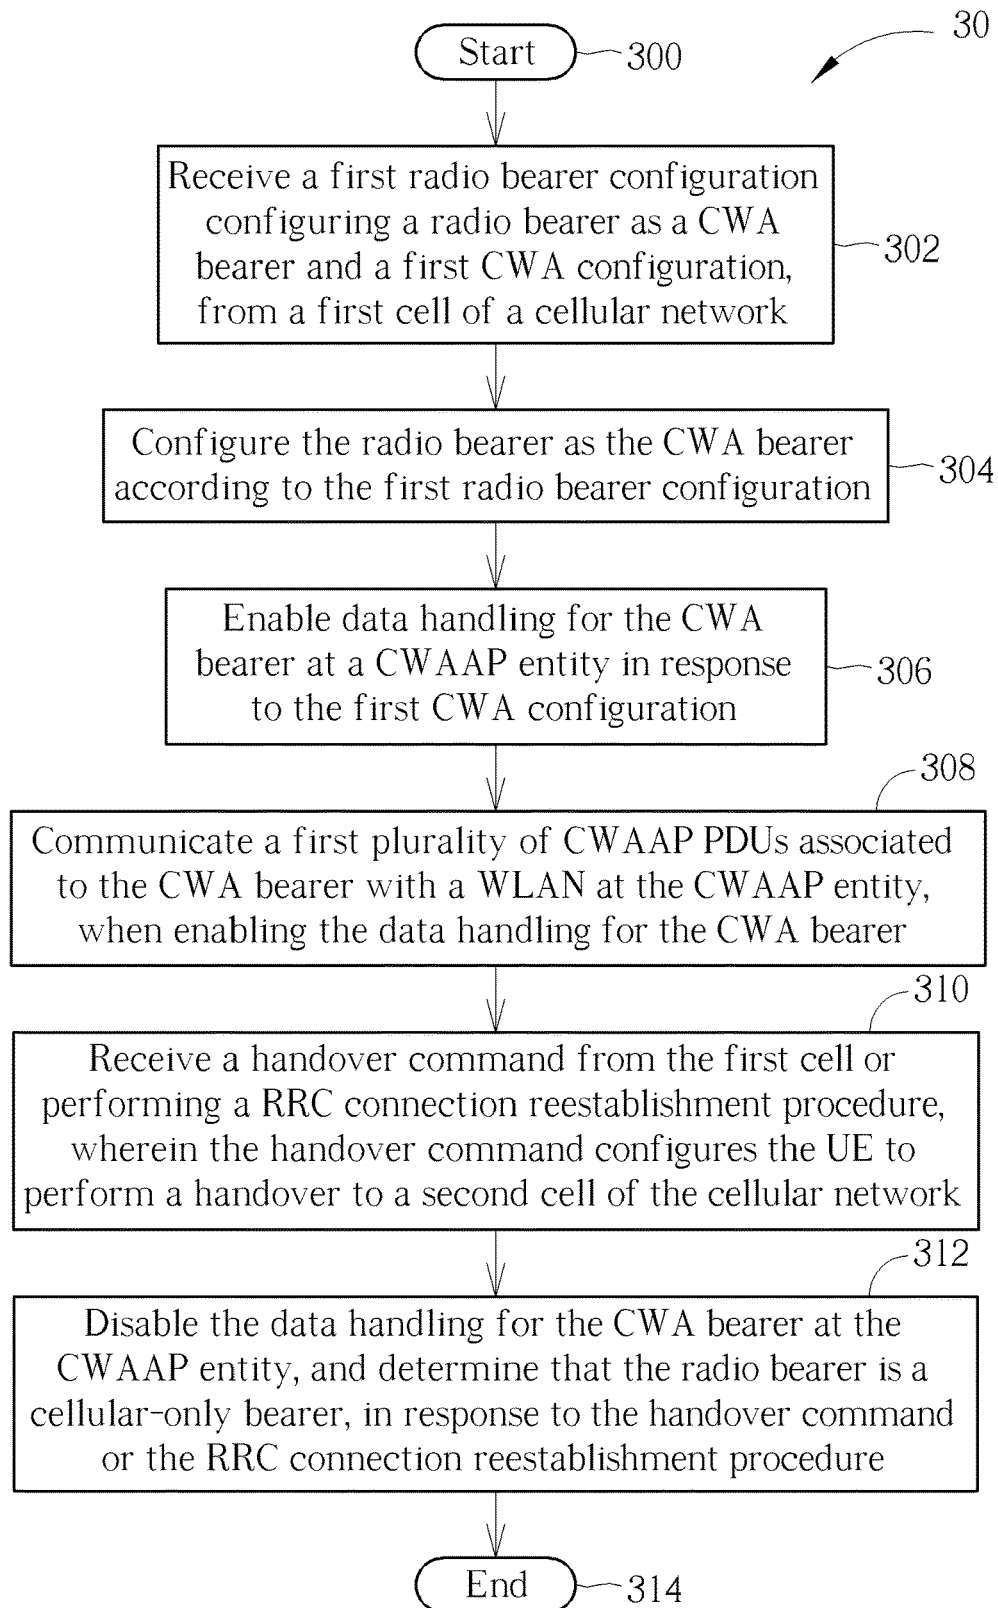 30
Start
300
Receive a first radio bearer configuration
configuring a radio bearer as a CWA
bearer and a first CWA configuration,
from a first cell of a cellular network
302
Configure the radio bearer as the CWA bearer
according to the first radio bearer configuration
304
Enable data handling for the CWA
bearer at a CWAAP entity in response
to the first CWA configuration
306
308
Communicate a first plurality of CWAAP PDUs associated
to the CWA bearer with a WLAN at the CWAAP entity,
when enabling the data handling for the CWA bearer
310
Receive a handover command from the first cell or
performing a RRC connection reestablishment procedure,
wherein the handover command configures the UE to
perform a handover to a second cell of the cellular network
312
Disable the data handling for the CWA bearer at the
CWAAP entity, and determine that the radio bearer is a
cellular-only bearer, in response to the handover command
or the RRC connection reestablishment procedure
End
314